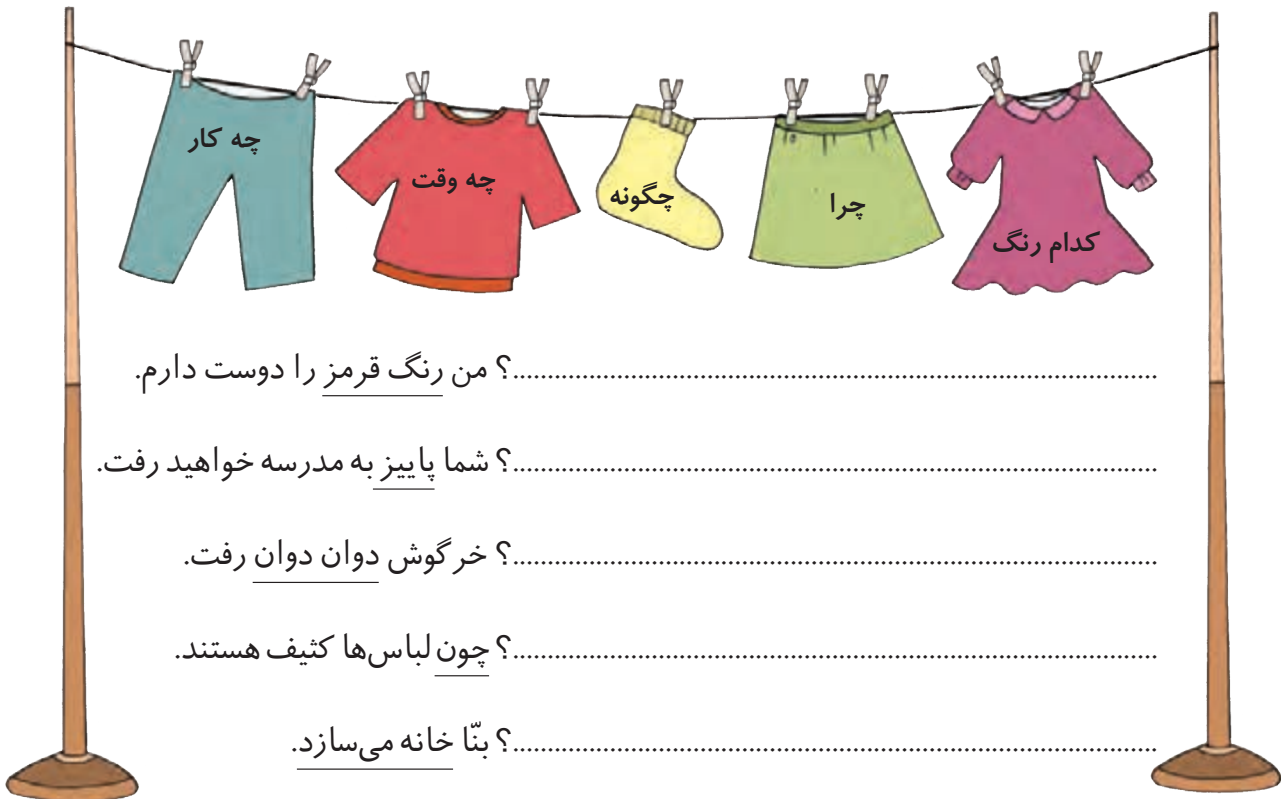 کدام رنگ
چرا
چگونه
چه وقت
چه کار
..........؟ من رنگ قرمز را دوست دارم.
..........؟ شما پاییز به مدرسه خواهید رفت.
..........؟ خرگوش دوان دوان رفت.
..........؟ چون لباس‌ها کثیف هستند.
..........؟ بنّا خانه می‌سازد.